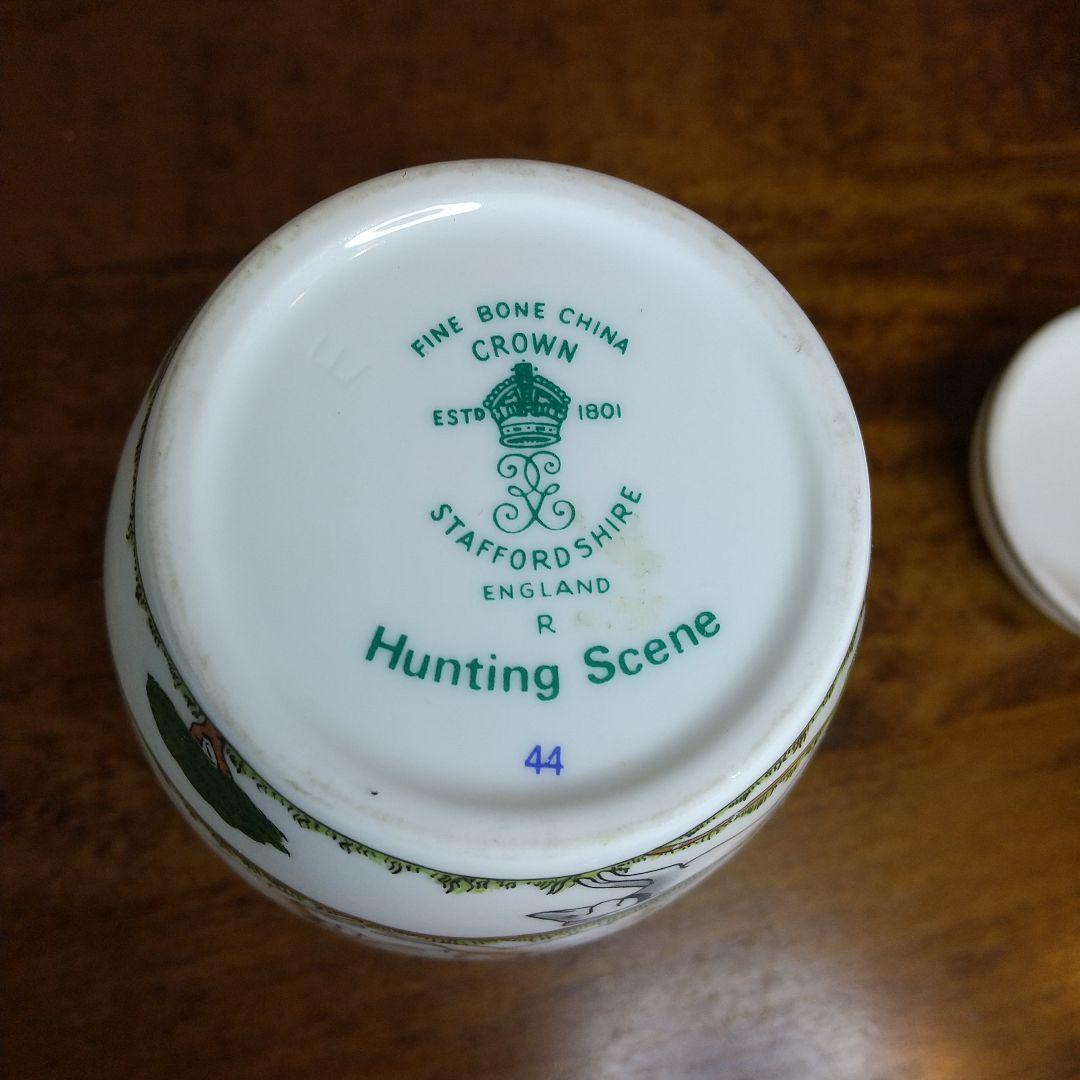 FINE BONE CHINA
CROWN
ESTD 1801
STAFFORDSHIRE
ENGLAND
R
Hunting Scene
44